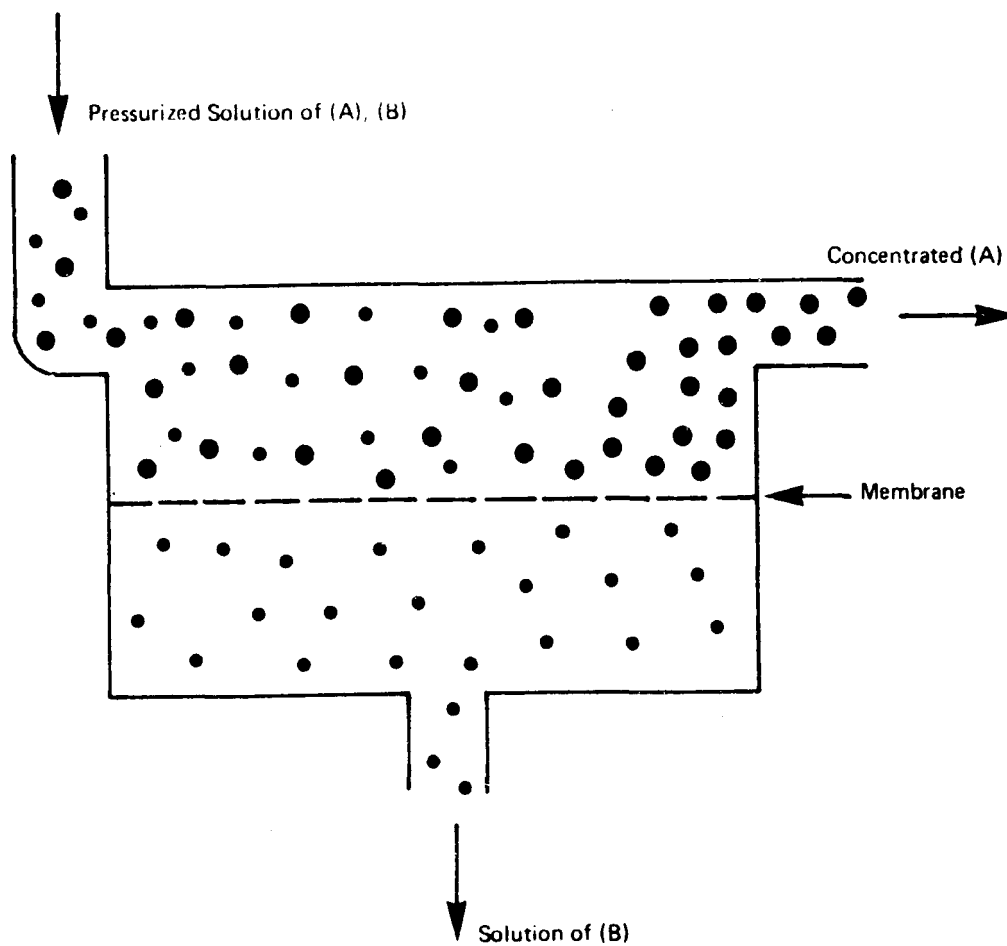 Pressurized Solution of (A), (B)
Concentrated (A)
Membrane
Solution of (B)